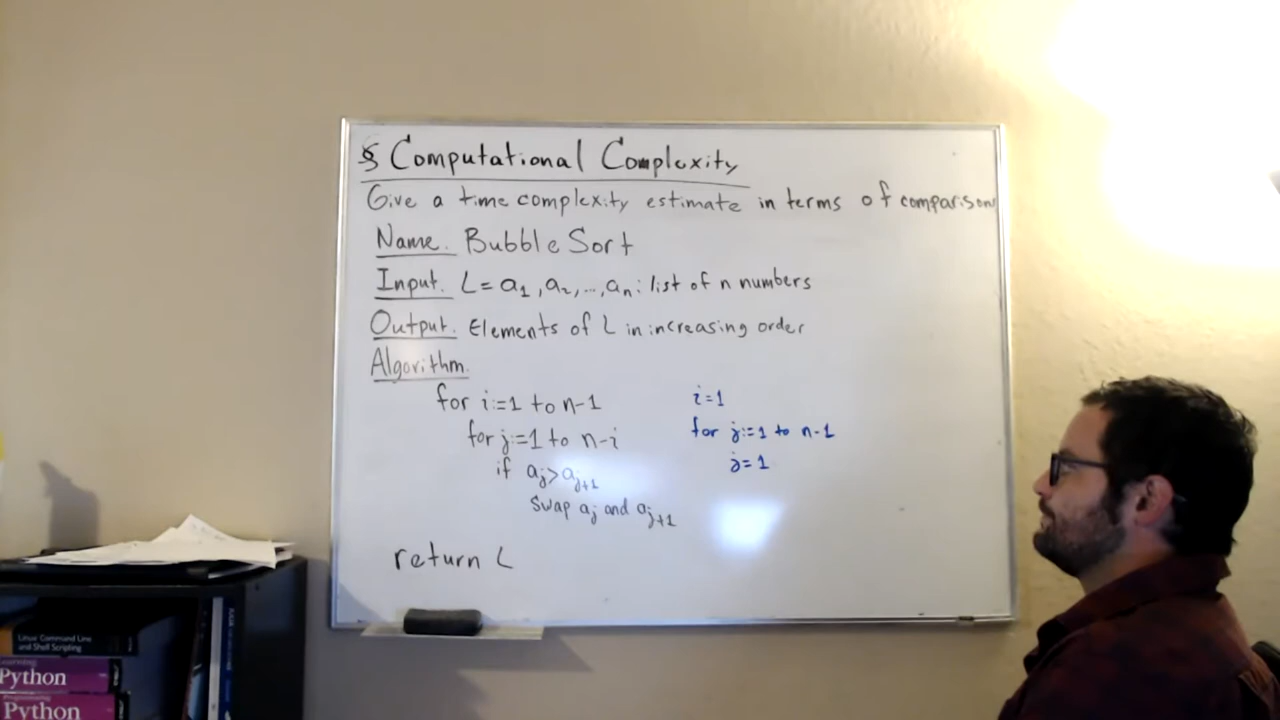 § Computational Complexity
Give a time complexity estimate in terms of comparisons
Name. Bubble Sort
Input. L = a1, a2, ..., an : list of n numbers
Output. Elements of L in increasing order
Algorithm.
for i:=1 to n-1
for j:=1 to n-i
if aj > aj+1
Swap aj and aj+1
return L
i=1
for j:=1 to n-1
j=1
Linux Command Line
and Shell Scripting
Learning
Python
Programming
Python